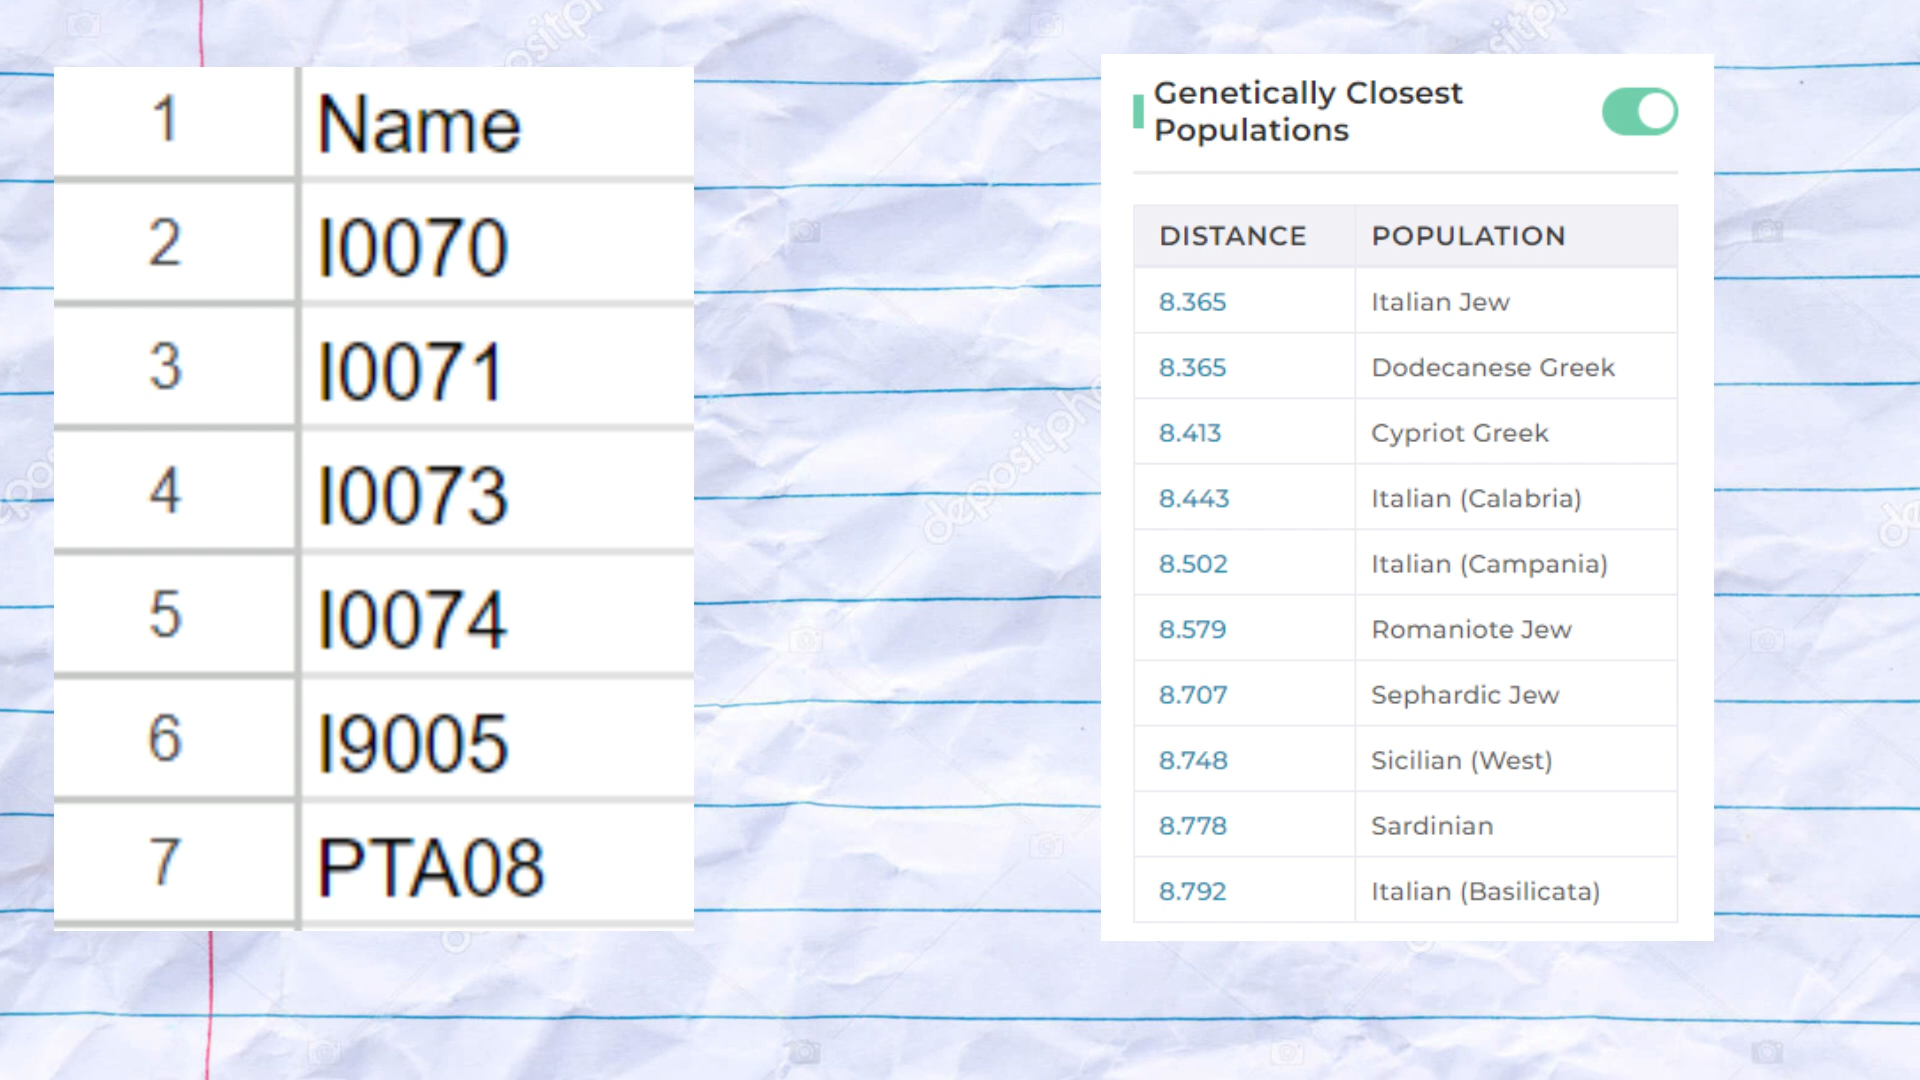 1 Name
2 I0070
3 I0071
4 I0073
5 I0074
6 I9005
7 PTA08
Genetically Closest
Populations
DISTANCE POPULATION
8.365 Italian Jew
8.365 Dodecanese Greek
8.413 Cypriot Greek
8.443 Italian (Calabria)
8.502 Italian (Campania)
8.579 Romaniote Jew
8.707 Sephardic Jew
8.748 Sicilian (West)
8.778 Sardinian
8.792 Italian (Basilicata)